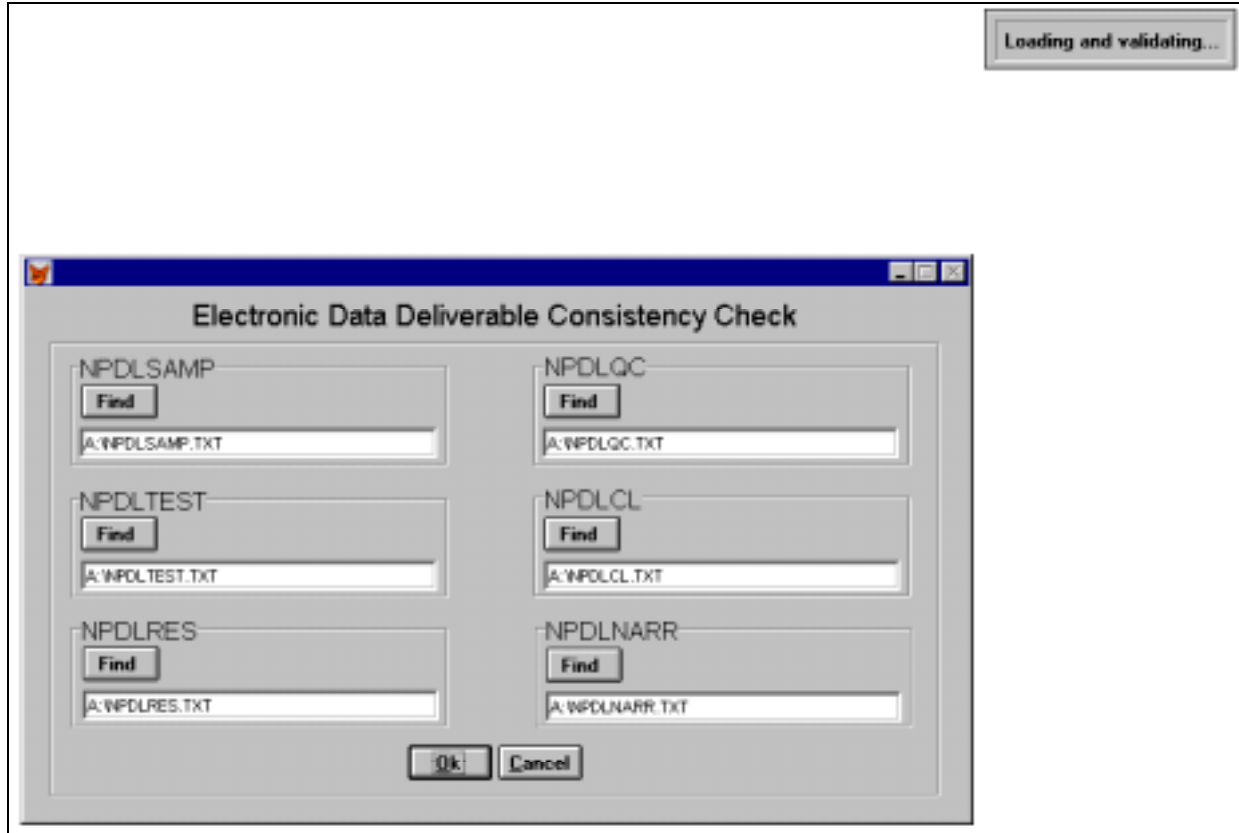 Loading and validating...
Electronic Data Deliverable Consistency Check
NPDLSAMP
Find
A:\NPDLSAMP.TXT
NPDLQC
Find
A:\NPDLQC.TXT
NPDLTEST
Find
A:\NPDLTEST.TXT
NPDLCL
Find
A:\NPDLCL.TXT
NPDLRES
Find
A:\NPDLRES.TXT
NPDLNARR
Find
A:\NPDLNARR.TXT
Ok
Cancel